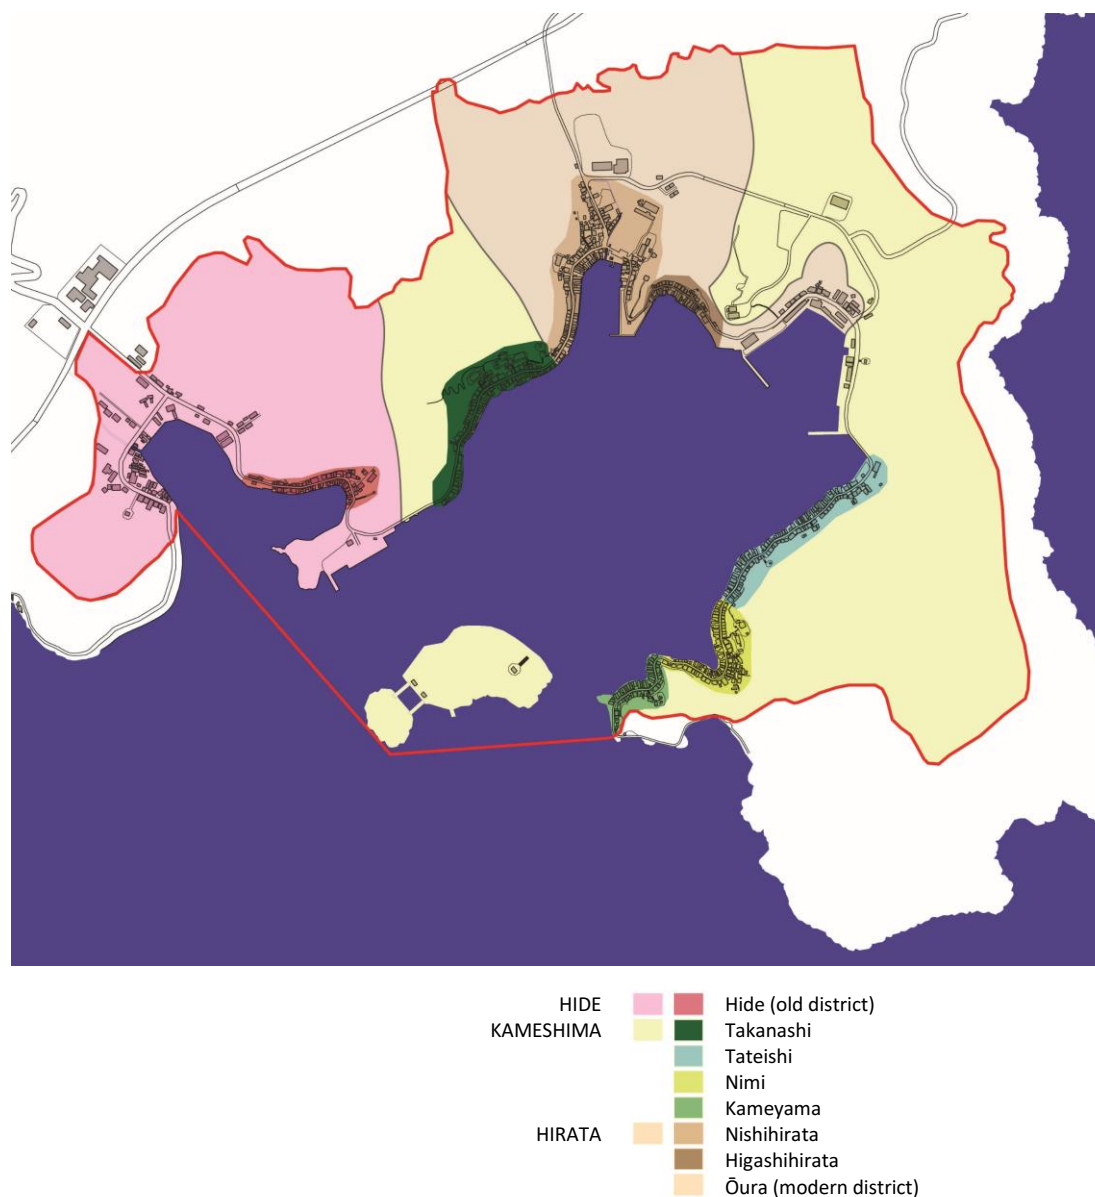 HIDE Hide (old district)
KAMESHIMA Takanashi
Tateishi
Nimi
Kameyama
HIRATA Nishihirata
Higashihirata
Ōura (modern district)